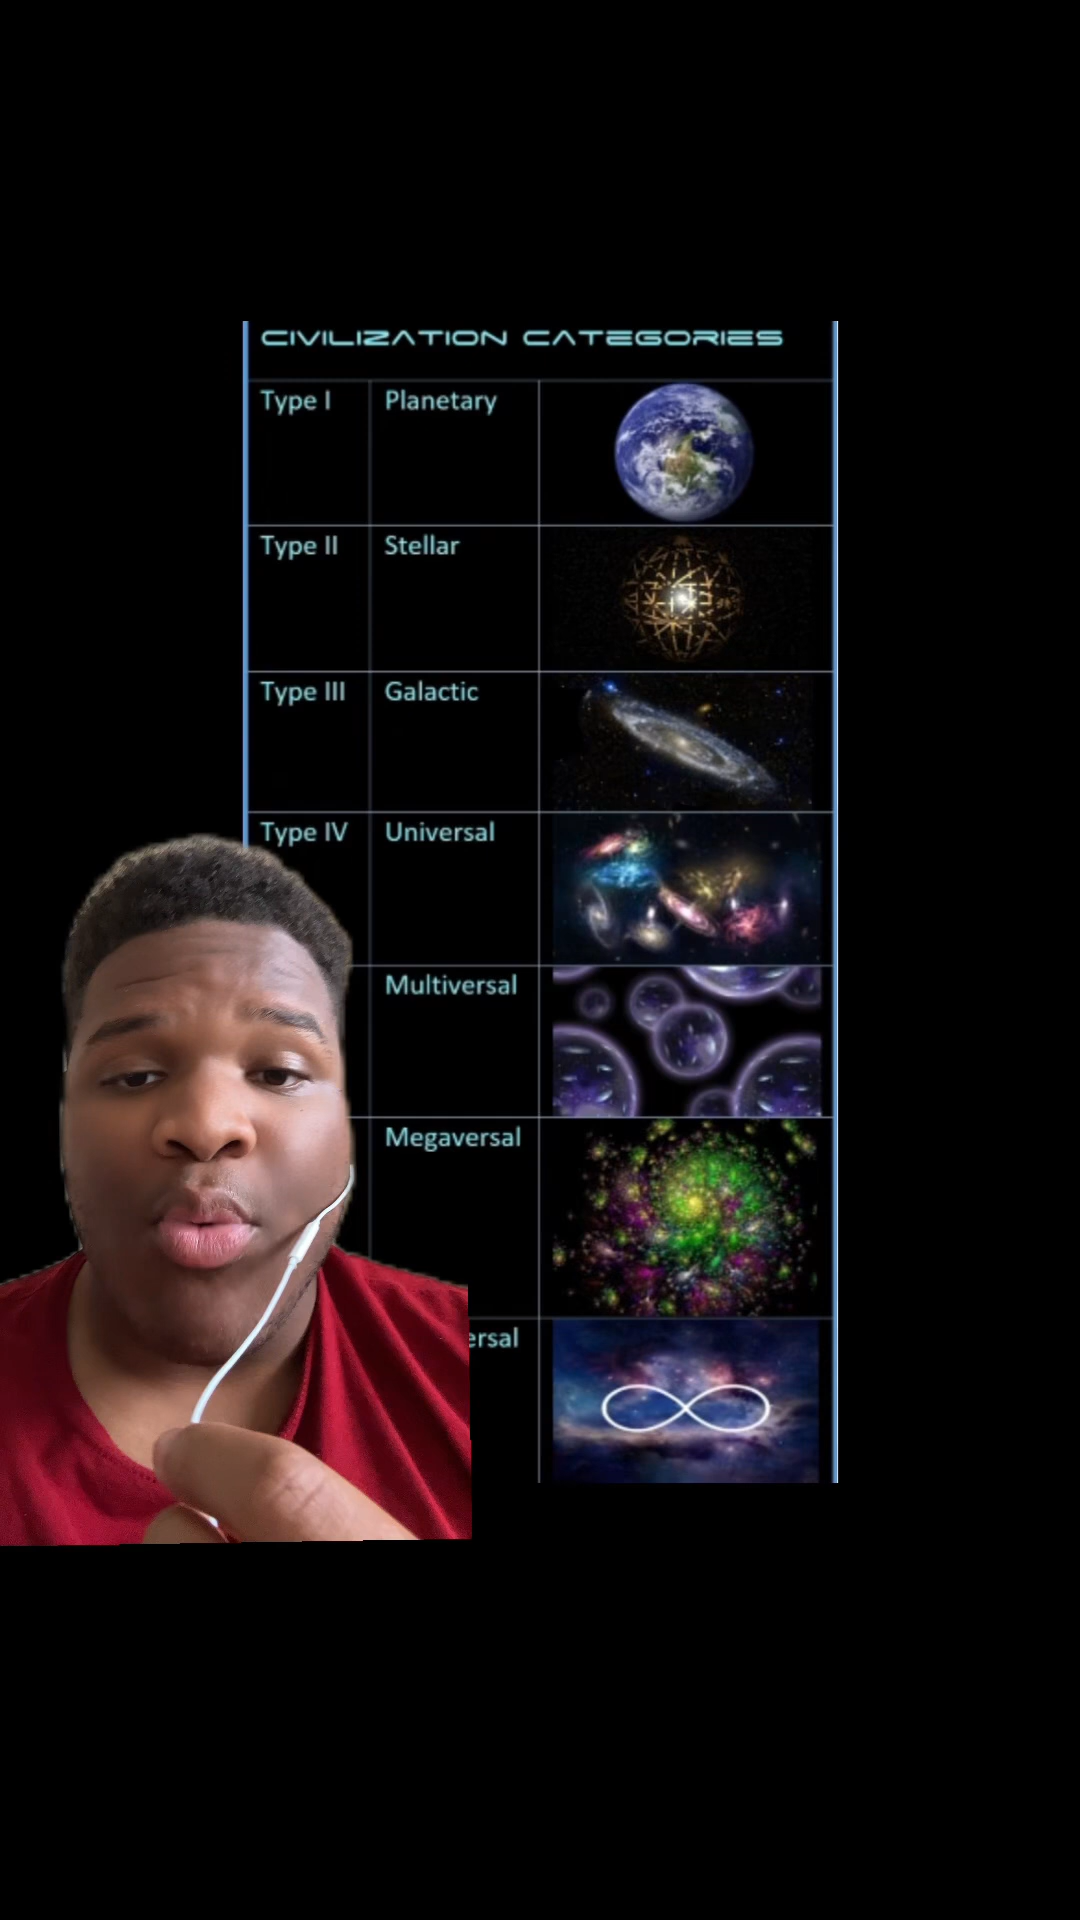 CIVILIZATION CATEGORIES
Type I Planetary
Type II Stellar
Type III Galactic
Type IV Universal
Multiversal
Megaversal
ersal